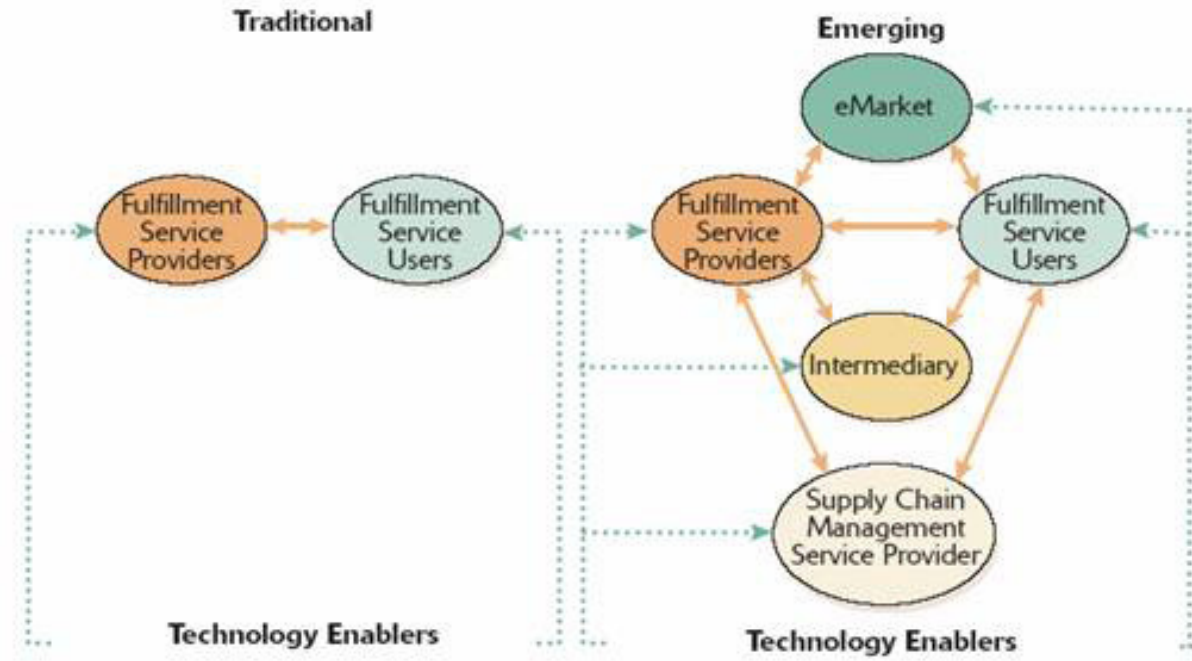 Traditional
Fulfillment
Service
Providers
Fulfillment
Service
Users
Technology Enablers
Emerging
eMarket
Fulfillment
Service
Providers
Fulfillment
Service
Users
Intermediary
Supply Chain
Management
Service Provider
Technology Enablers